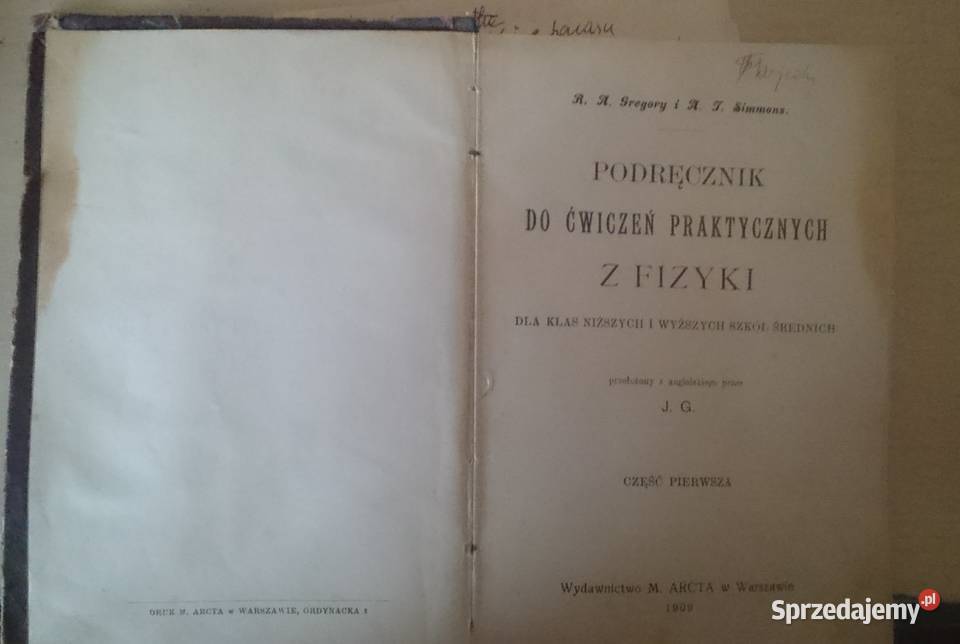 DRUK M. ARCTA w WARSZAWIE, ORDYNACKA
R. A. Gregory i A. T. Simmons.
PODRĘCZNIK
DO ĆWICZEŃ PRAKTYCZNYCH
Z FIZYKI
DLA KLAS NIŻSZYCH I WYŻSZYCH SZKÓŁ ŚREDNICH
przełożony z angielskiego przez
J. G.
CZĘŚĆ PIERWSZA
Wydawnictwo M. ARCTA w Warszawie
1909
Sprzedajemy.pl